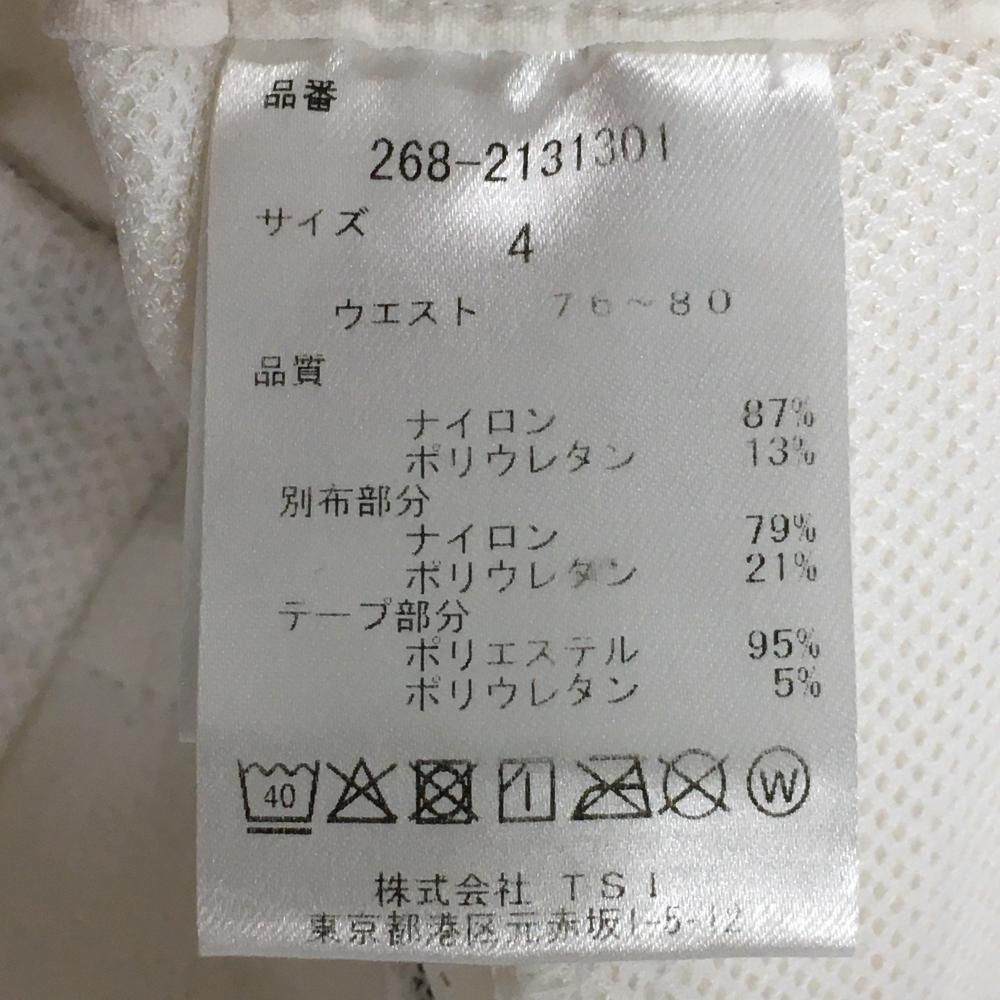 品番
268-2131301
サイズ 4
ウエスト 76~80
品質
ナイロン 87%
ポリウレタン 13%
別布部分
ナイロン 79%
ポリウレタン 21%
テープ部分
ポリエステル 95%
ポリウレタン 5%
40 W
株式会社 TSI
東京都港区元赤坂1-5-12